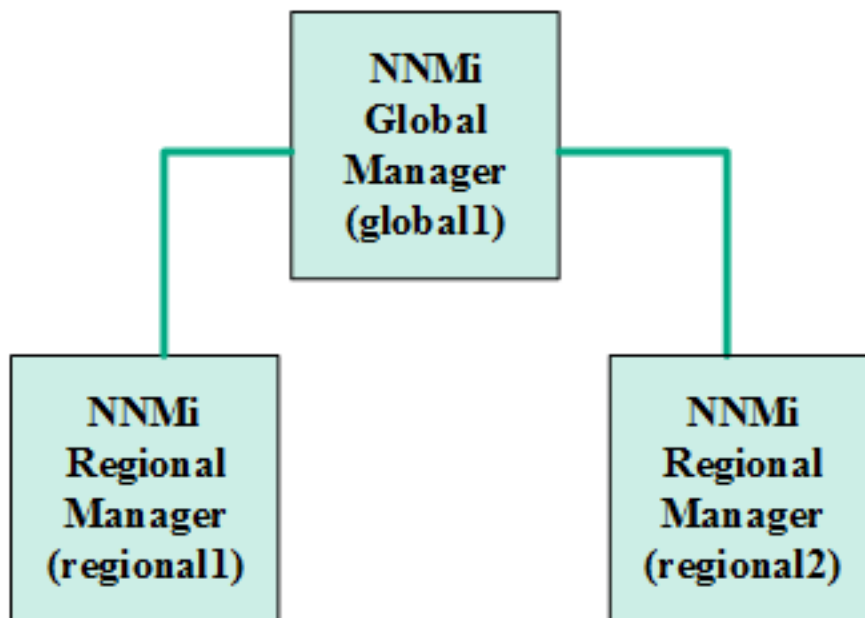 NNMi
Global
Manager
(global1)
NNMi
Regional
Manager
(regional1)
NNMi
Regional
Manager
(regional2)